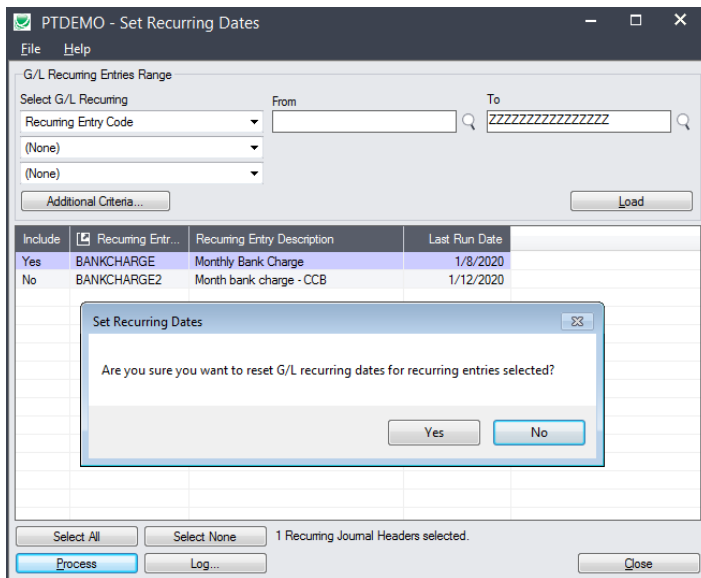 PTDEMO - Set Recurring Dates
File Help
G/L Recurring Entries Range
Select G/L Recurring From To
Recurring Entry Code ZZZZZZZZZZZZZZZZ
(None)
(None)
Additional Criteria... Load
Include Recurring Entr... Recurring Entry Description Last Run Date
Yes BANKCHARGE Monthly Bank Charge 1/8/2020
No BANKCHARGE2 Month bank charge - CCB 1/12/2020
Set Recurring Dates
Are you sure you want to reset G/L recurring dates for recurring entries selected?
Yes No
Select All Select None 1 Recurring Journal Headers selected.
Process Log... Close